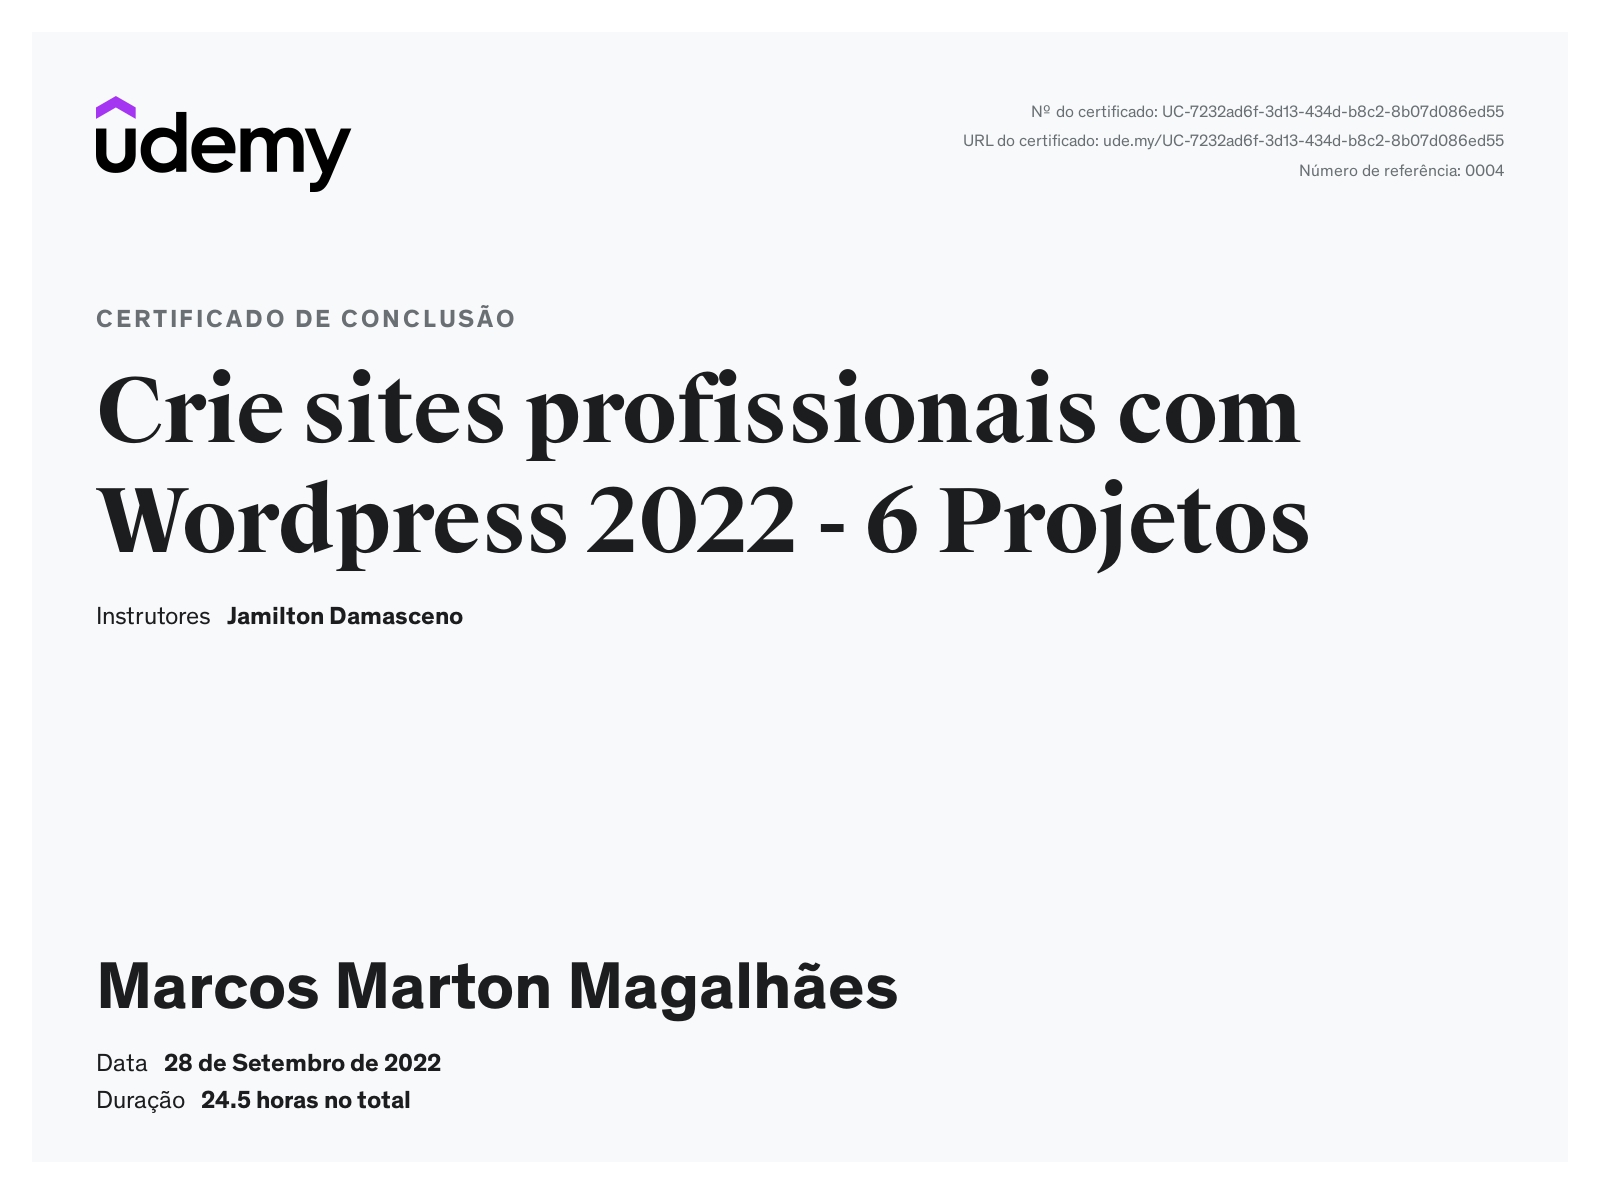 udemy
Nº do certificado: UC-7232ad6f-3d13-434d-b8c2-8b07d086ed55
URL do certificado: ude.my/UC-7232ad6f-3d13-434d-b8c2-8b07d086ed55
Número de referência: 0004
CERTIFICADO DE CONCLUSÃO
Crie sites profissionais com
Wordpress 2022 - 6 Projetos
Instrutores Jamilton Damasceno
Marcos Marton Magalhães
Data 28 de Setembro de 2022
Duração 24.5 horas no total